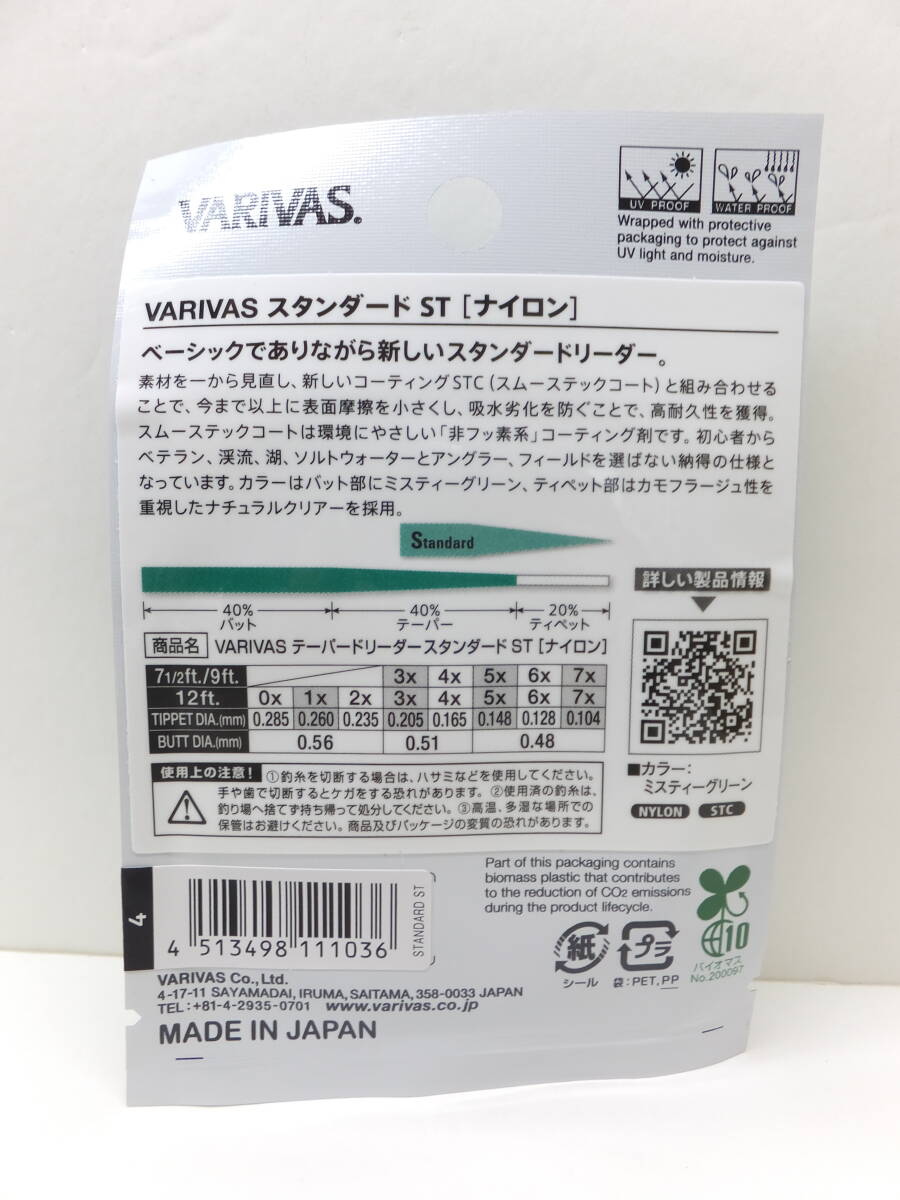 VARIVAS®
UV PROOF
WATER PROOF
Wrapped with protective
packaging to protect against
UV light and moisture.
VARIVAS スタンダード ST [ナイロン]
ベーシックでありながら新しいスタンダードリーダー。
素材を一から見直し、新しいコーティングSTC(スムーステックコート)と組み合わせる
ことで、今まで以上に表面摩擦を小さくし、吸水劣化を防ぐことで、高耐久性を獲得。
スムーステックコートは環境にやさしい「非フッ素系」コーティング剤です。初心者から
ベテラン、渓流、湖、ソルトウォーターとアングラー、フィールドを選ばない納得の仕様と
なっています。カラーはバット部にミスティーグリーン、ティペット部はカモフラージュ性を
重視したナチュラルクリアーを採用。
Standard
40% 40% 20%
バット テーパー ティペット
商品名 VARIVAS テーパードリーダースタンダード ST [ナイロン]
7 1/2ft./9ft. 3x 4x 5x 6x 7x
12ft. 0x 1x 2x 3x 4x 5x 6x 7x
TIPPET DIA.(mm) 0.285 0.260 0.235 0.205 0.165 0.148 0.128 0.104
BUTT DIA.(mm) 0.56 0.51 0.48
詳しい製品情報
■カラー:
ミスティーグリーン
NYLON STC
使用上の注意! ①釣糸を切断する場合は、ハサミなどを使用してください。
手や歯で切断するとケガをする恐れがあります。②使用済の釣糸は、
釣り場へ捨てず持ち帰って処分してください。③高温、多湿な場所での
保管はお避けください。商品及びパッケージの変質の恐れがあります。
4
4 513498 111036
STANDARD ST
Part of this packaging contains
biomass plastic that contributes
to the reduction of CO2 emissions
during the product lifecycle.
紙
シール
プラ
袋:PET,PP
10
バイオマス
No.200097
VARIVAS Co.,Ltd.
4-17-11 SAYAMADAI, IRUMA, SAITAMA, 358-0033 JAPAN
TEL:+81-4-2935-0701 www.varivas.co.jp
MADE IN JAPAN